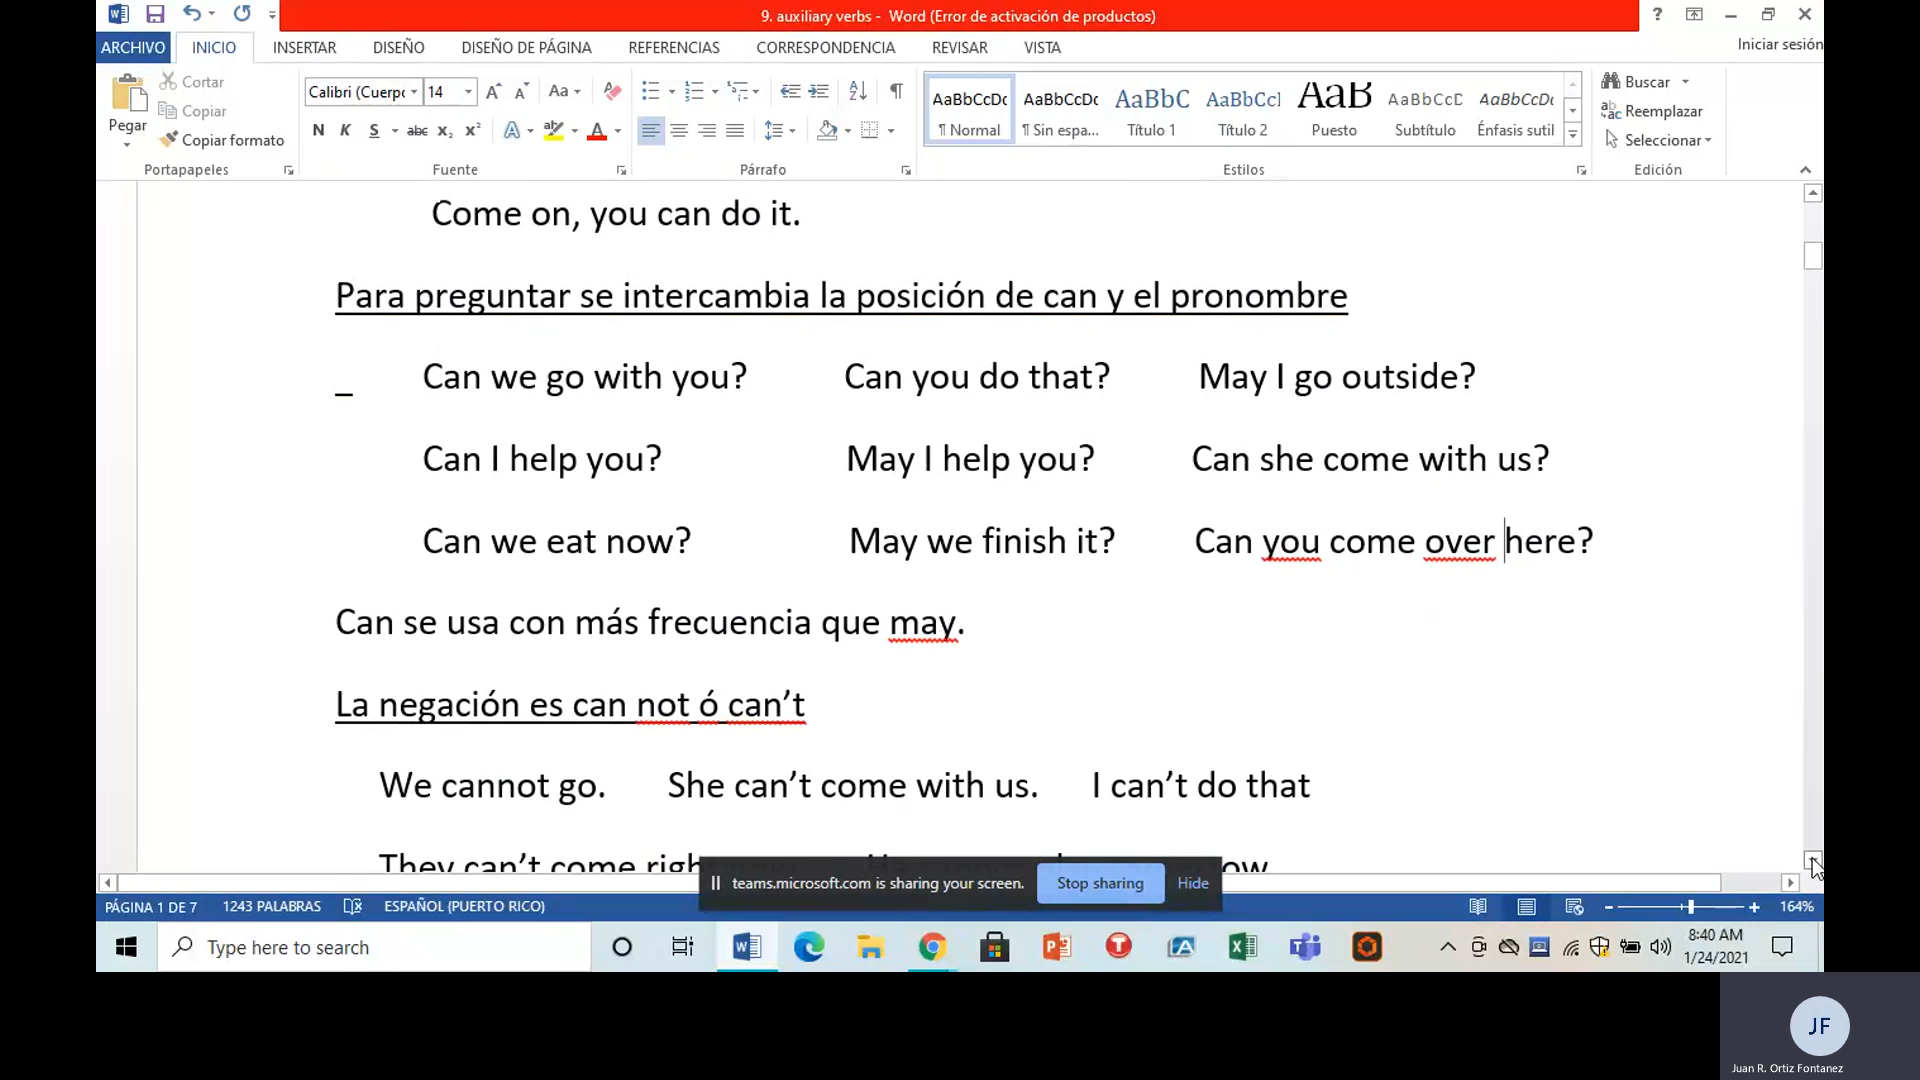 9. auxiliary verbs - Word (Error de activación de productos)
?
ARCHIVO INICIO INSERTAR DISEÑO DISEÑO DE PÁGINA REFERENCIAS CORRESPONDENCIA REVISAR VISTA Iniciar sesión
Pegar
Cortar
Copiar
Copiar formato
Portapapeles
Calibri (Cuerpo 14
N K S abc x₂ x²
Fuente
Párrafo
AaBbCcDc AaBbCcDc AaBbC AaBbCcI AaB AaBbCcD AaBbCcDc
¶ Normal ¶ Sin espa... Título 1 Título 2 Puesto Subtítulo Énfasis sutil
Estilos
Buscar
Reemplazar
Seleccionar
Edición
Come on, you can do it.
Para preguntar se intercambia la posición de can y el pronombre
_ Can we go with you? Can you do that? May I go outside?
Can I help you? May I help you? Can she come with us?
Can we eat now? May we finish it? Can you come over here?
Can se usa con más frecuencia que may.
La negación es can not ó can’t
We cannot go. She can’t come with us. I can’t do that
They can’t come
teams.microsoft.com is sharing your screen. Stop sharing Hide
PÁGINA 1 DE 7 1243 PALABRAS ESPAÑOL (PUERTO RICO) 164%
Type here to search
8:40 AM
1/24/2021
JF
Juan R. Ortiz Fontanez